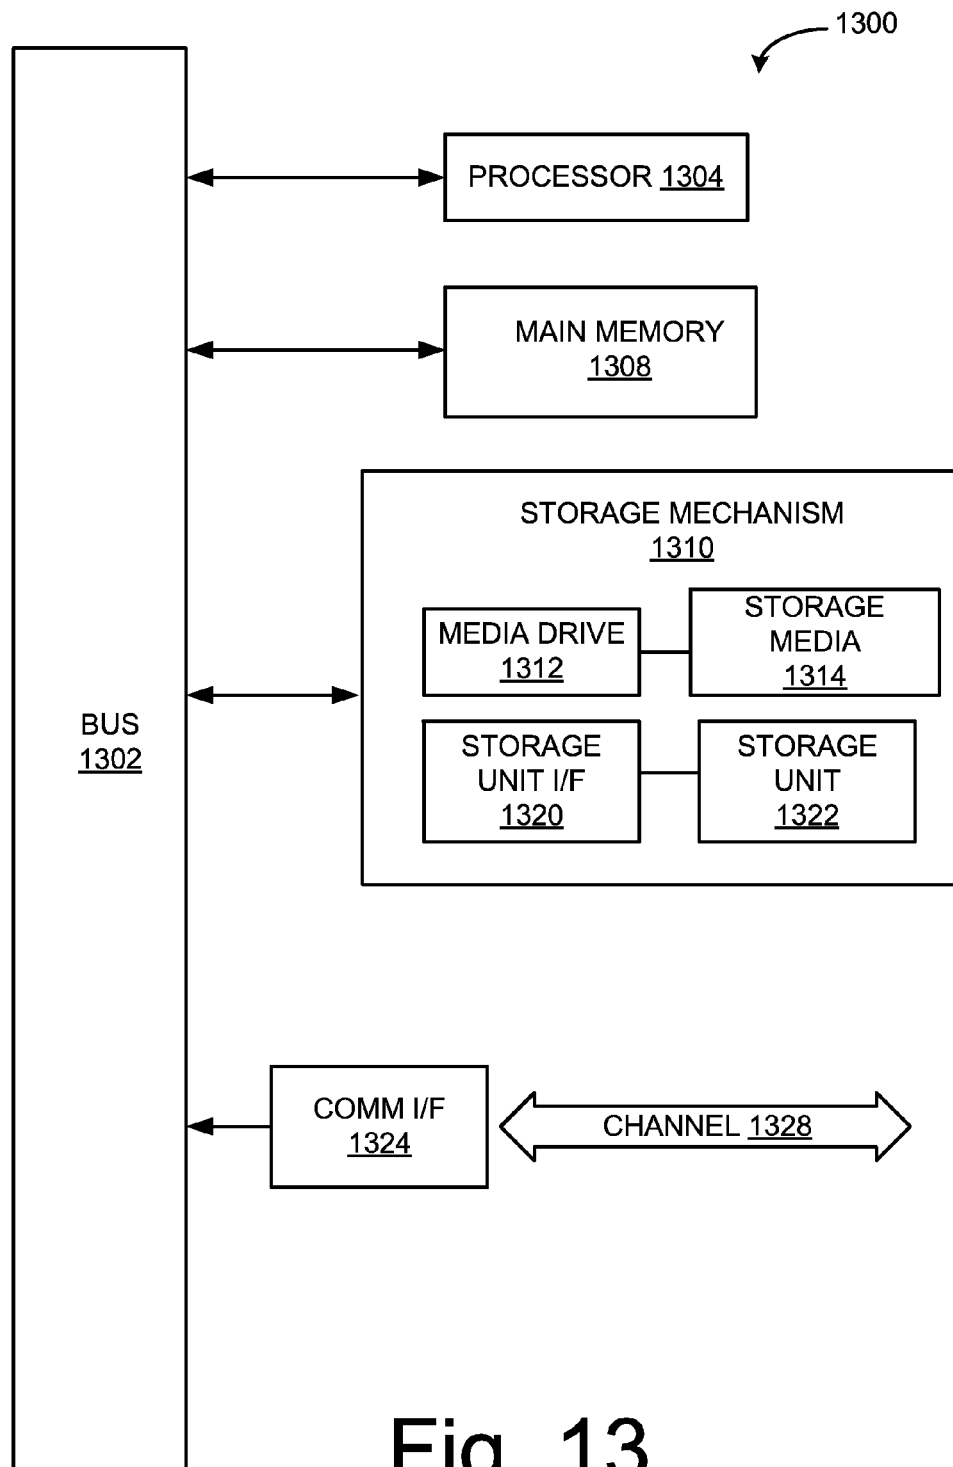 1300
PROCESSOR 1304
MAIN MEMORY
1308
STORAGE MECHANISM
1310
MEDIA DRIVE
1312
STORAGE
MEDIA
1314
BUS
1302
STORAGE
UNIT I/F
1320
STORAGE
UNIT
1322
COMM I/F
1324
CHANNEL 1328
Fig. 13